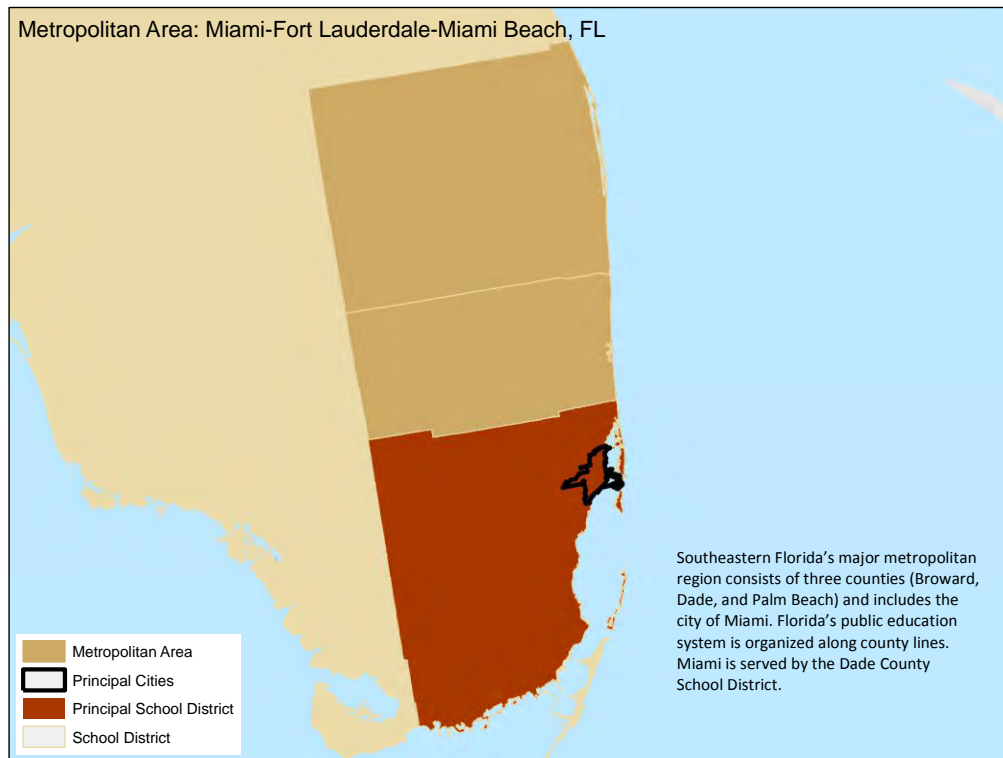 Metropolitan Area: Miami-Fort Lauderdale-Miami Beach, FL
Southeastern Florida’s major metropolitan
region consists of three counties (Broward,
Dade, and Palm Beach) and includes the
city of Miami. Florida’s public education
system is organized along county lines.
Miami is served by the Dade County
School District.
Metropolitan Area
Principal Cities
Principal School District
School District